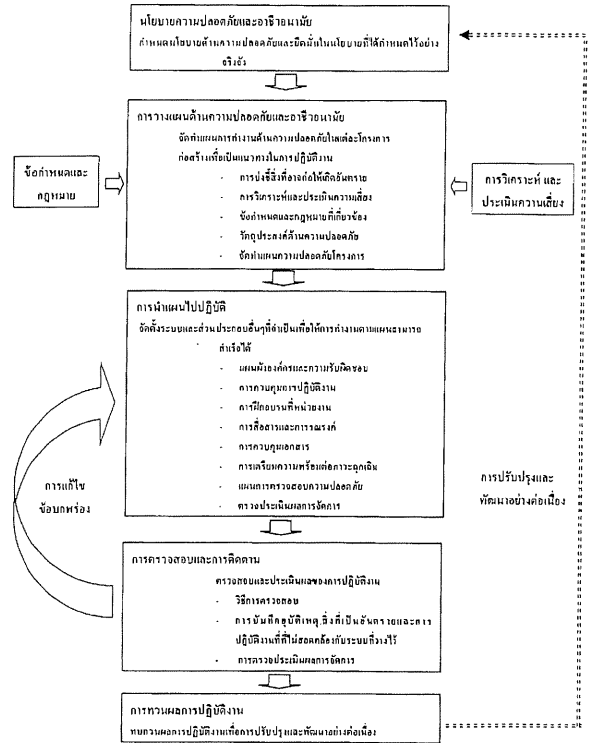 นโยบายความปลอดภัยและอาชีวอนามัย
กำหนดนโยบายด้านความปลอดภัยและยึดมั่นในนโยบายที่ได้กำหนดไว้อย่าง
จริงจัง
การวางแผนด้านความปลอดภัยและอาชีวอนามัย
จัดทำแผนการทำงานด้านความปลอดภัยในแต่ละโครงการ
ก่อสร้างเพื่อเป็นแนวทางในการปฏิบัติงาน
- การบ่งชี้สิ่งที่อาจก่อให้เกิดอันตราย
- การวิเคราะห์และประเมินความเสี่ยง
- ข้อกำหนดและกฎหมายที่เกี่ยวข้อง
- วัตถุประสงค์ด้านความปลอดภัย
- จัดทำแผนความปลอดภัยโครงการ
ข้อกำหนดและ
กฎหมาย
การวิเคราะห์ และ
ประเมินความเสี่ยง
การนำแผนไปปฏิบัติ
จัดตั้งระบบและส่วนประกอบอื่นๆที่จำเป็นเพื่อให้การทำงานตามแผนสามารถ
สำเร็จได้
- แผนผังองค์กรและความรับผิดชอบ
- การควบคุมการปฏิบัติงาน
- การฝึกอบรมที่หน่วยงาน
- การสื่อสารและการรณรงค์
- การควบคุมเอกสาร
- การเตรียมความพร้อมต่อภาวะฉุกเฉิน
- แผนการตรวจสอบความปลอดภัย
- ตรวจประเมินผลการจัดการ
การแก้ไข
ข้อบกพร่อง
การปรับปรุงและ
พัฒนาอย่างต่อเนื่อง
การตรวจสอบและการติดตาม
ตรวจสอบและประเมินผลของการปฏิบัติงาน
- วิธีการตรวจสอบ
- การบันทึกอุบัติเหตุ,สิ่งที่เป็นอันตรายและการ
ปฏิบัติงานที่ที่ไม่สอดคล้องกับระบบที่วางไว้
- การตรวจประเมินผลการจัดการ
การทวนผลการปฏิบัติงาน
ทบทวนผลการปฏิบัติงานเพื่อการปรับปรุงและพัฒนาอย่างต่อเนื่อง